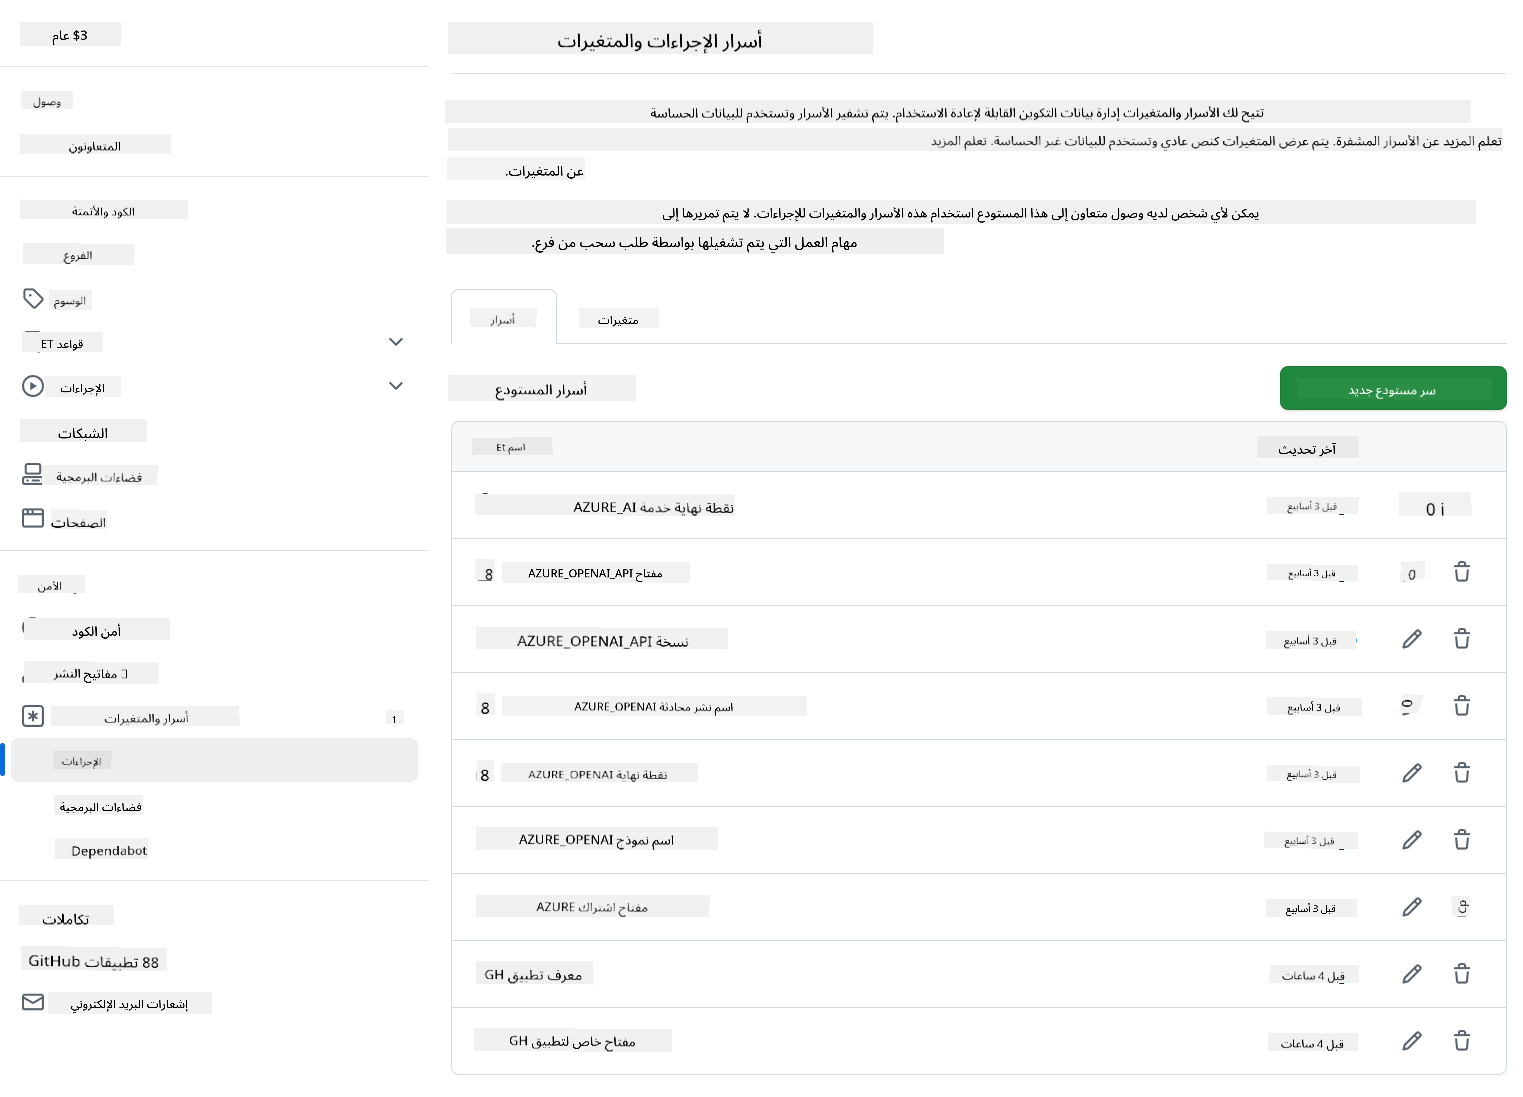 $3 عام
وصول
المتعاونون
الكود والأتمتة
الفروع
الوسوم
قواعد ET
الإجراءات
الشبكات
فضاءات البرمجية
الصفحات
الأمن
أمن الكود
مفاتيح النشر
أسرار والمتغيرات
1
الإجراءات
فضاءات البرمجية
Dependabot
تكاملات
88 تطبيقات GitHub
إشعارات البريد الإلكتروني
أسرار الإجراءات والمتغيرات
تتيح لك الأسرار والمتغيرات إدارة بيانات التكوين القابلة لإعادة الاستخدام. يتم تشفير الأسرار وتستخدم للبيانات الحساسة
تعلم المزيد عن الأسرار المشفرة. يتم عرض المتغيرات كنص عادي وتستخدم للبيانات غير الحساسة. تعلم المزيد
عن المتغيرات.
يمكن لأي شخص لديه وصول متعاون إلى هذا المستودع استخدام هذه الأسرار والمتغيرات للإجراءات. لا يتم تمريرها إلى
مهام العمل التي يتم تشغيلها بواسطة طلب سحب من فرع.
أسرار
متغيرات
أسرار المستودع
سر مستودع جديد
اسم Et
آخر تحديث
نقطة نهاية خدمة AZURE_AI
قبل 3 أسابيع
0 i
8
مفتاح AZURE_OPENAI_API
قبل 3 أسابيع
0
نسخة AZURE_OPENAI_API
قبل 3 أسابيع
8
اسم نشر محادثة AZURE_OPENAI
قبل 3 أسابيع
8
نقطة نهاية AZURE_OPENAI
قبل 3 أسابيع
اسم نموذج AZURE_OPENAI
قبل 3 أسابيع
مفتاح اشتراك AZURE
قبل 3 أسابيع
معرف تطبيق GH
قبل 4 ساعات
مفتاح خاص لتطبيق GH
قبل 4 ساعات